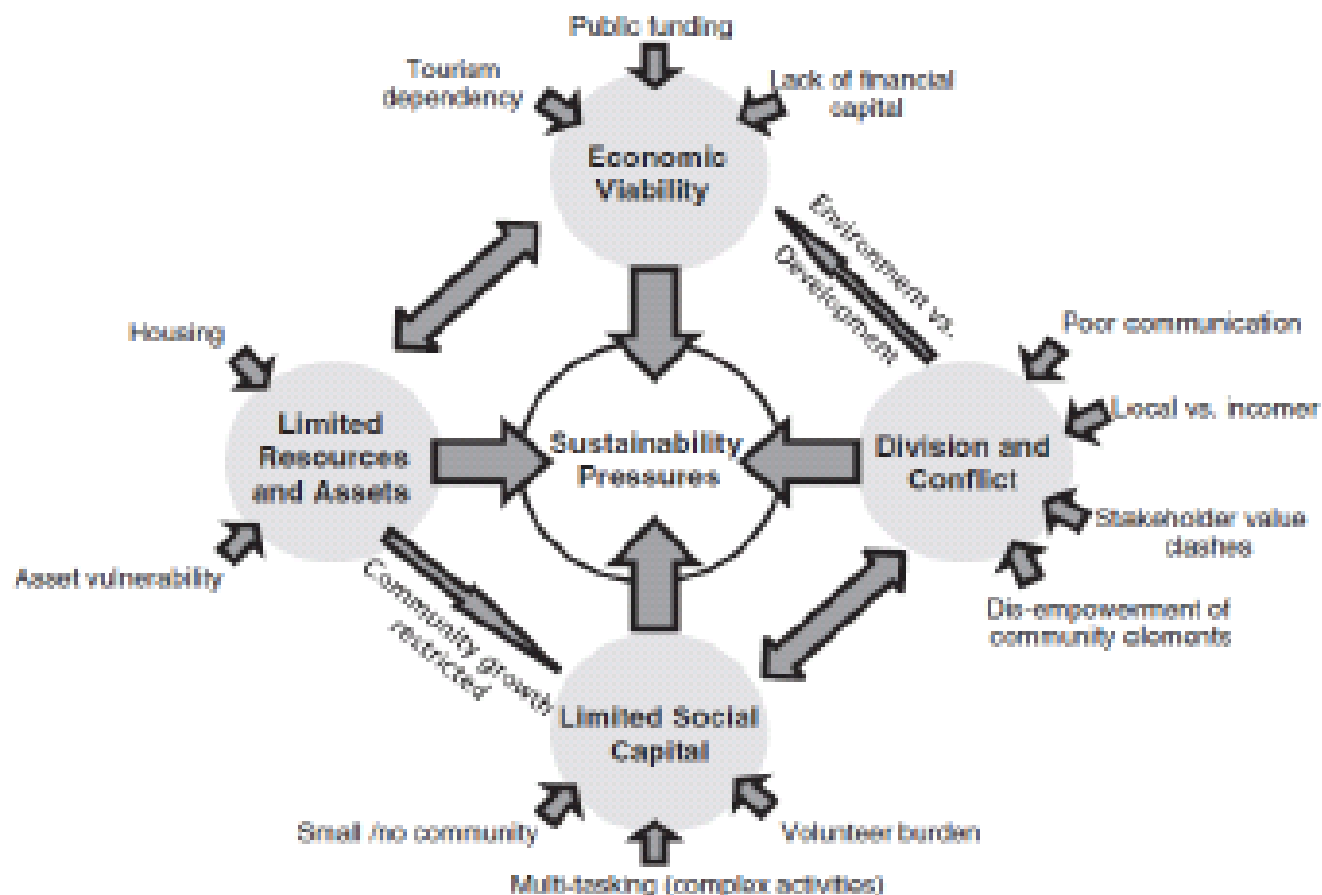 Public funding
Tourism
dependency
Lack of financial
capital
Economic
Viability
Environment vs.
Development
Housing
Poor communication
Local vs. incomer
Limited
Resources
and Assets
Sustainability
Pressures
Division and
Conflict
Stakeholder value
clashes
Asset vulnerability
Community growth
restricted
Dis-empowerment of
community elements
Limited Social
Capital
Small /no community
Volunteer burden
Multi-tasking (complex activities)